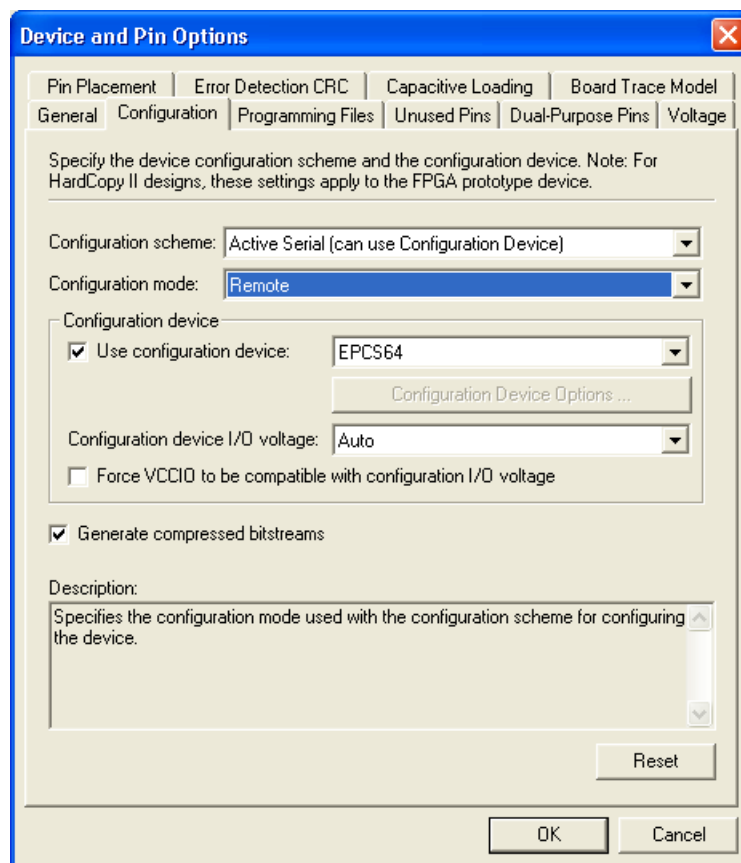 Device and Pin Options
Pin Placement Error Detection CRC Capacitive Loading Board Trace Model
General Configuration Programming Files Unused Pins Dual-Purpose Pins Voltage
Specify the device configuration scheme and the configuration device. Note: For
HardCopy II designs, these settings apply to the FPGA prototype device.
Configuration scheme: Active Serial (can use Configuration Device)
Configuration mode: Remote
Configuration device
Use configuration device: EPCS64
Configuration Device Options ...
Configuration device I/O voltage: Auto
Force VCCIO to be compatible with configuration I/O voltage
Generate compressed bitstreams
Description:
Specifies the configuration mode used with the configuration scheme for configuring
the device.
Reset
OK Cancel